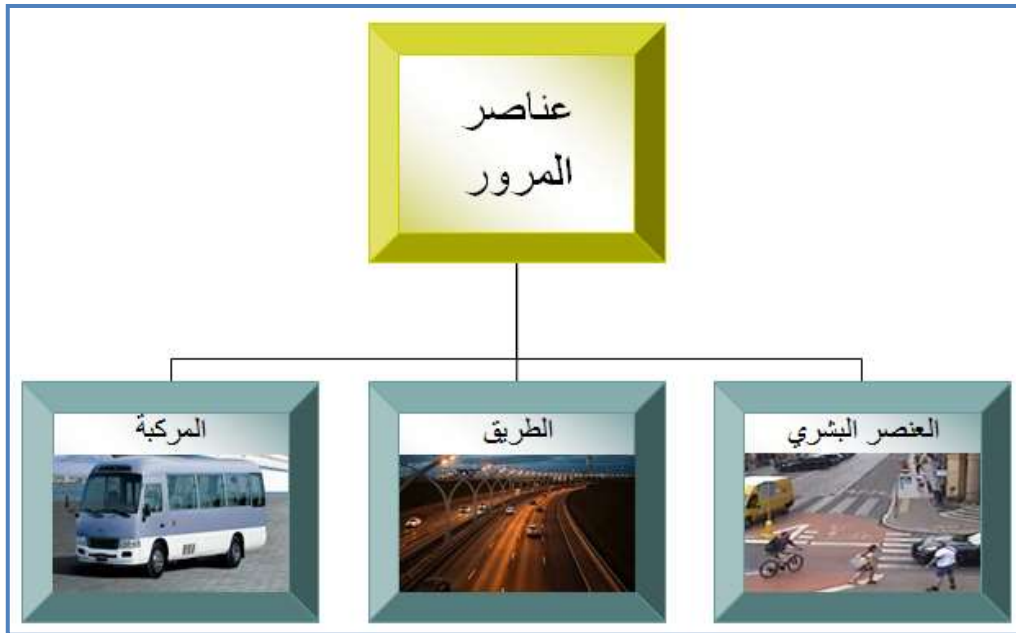 عناصر
المرور
العنصر البشري
الطريق
المركبة